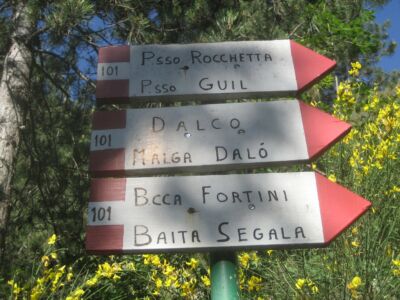 101 Psso Rocchetta
Psso Guil
101 Dalco
Malga Daló
101 Bcca Fortini
Baita Segala